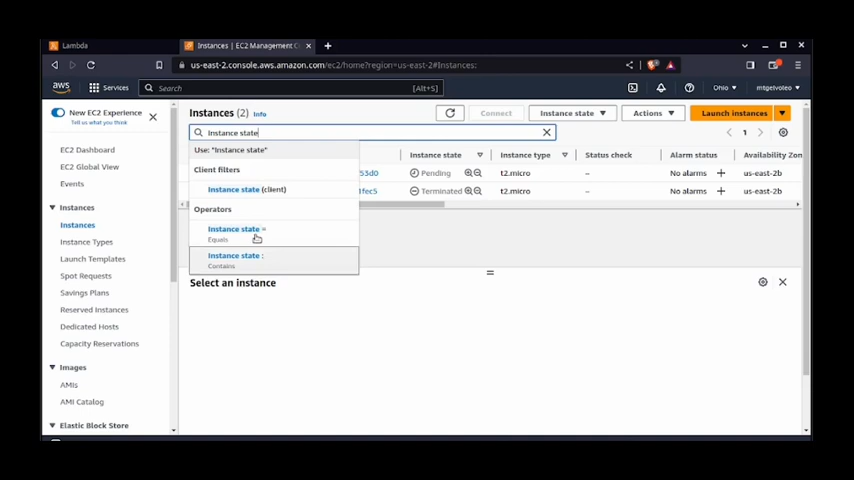 Lambda
Instances | EC2 Management C
us-east-2.console.aws.amazon.com/ec2/home?region=us-east-2#Instances:
aws
Services
Search
[Alt+S]
Ohio
mtgelvoteo
New EC2 Experience
Tell us what you think
EC2 Dashboard
EC2 Global View
Events
Instances
Instances
Instance Types
Launch Templates
Spot Requests
Savings Plans
Reserved Instances
Dedicated Hosts
Capacity Reservations
Images
AMIs
AMI Catalog
Elastic Block Store
Instances (2) Info
Connect
Instance state
Actions
Launch instances
Instance state
1
Use: "Instance state"
Client filters
Instance state (client)
Operators
Instance state =
Equals
Instance state :
Contains
Instance state
Instance type
Status check
Alarm status
Availability Zon
53d0
Pending
t2.micro
–
No alarms
us-east-2b
1fec5
Terminated
t2.micro
–
No alarms
us-east-2b
Select an instance